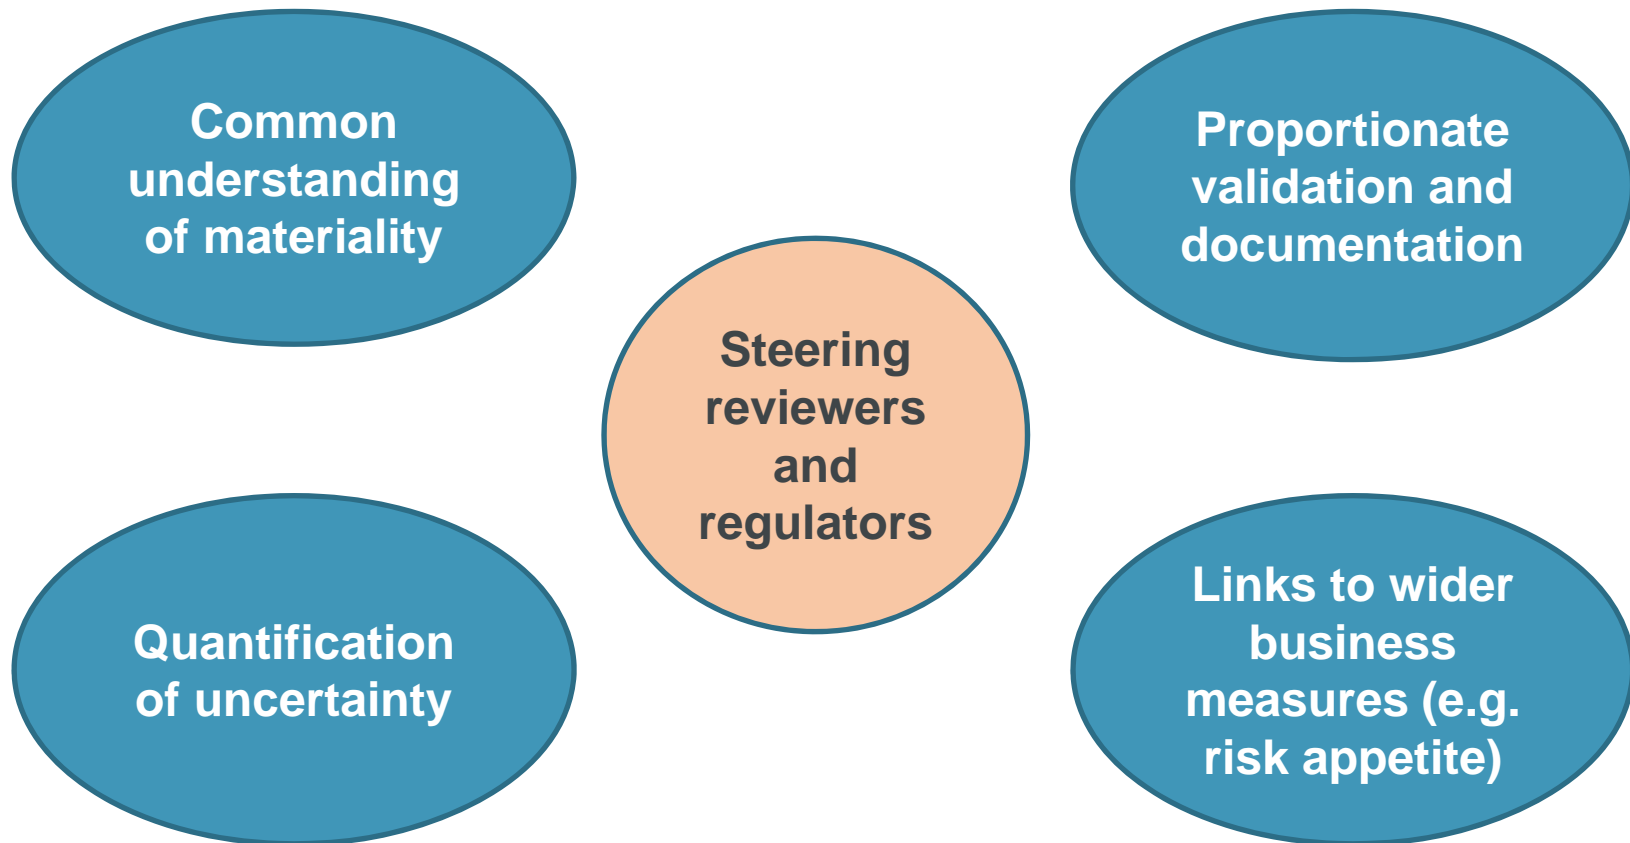 Common
understanding
of materiality
Proportionate
validation and
documentation
Steering
reviewers
and
regulators
Quantification
of uncertainty
Links to wider
business
measures (e.g.
risk appetite)